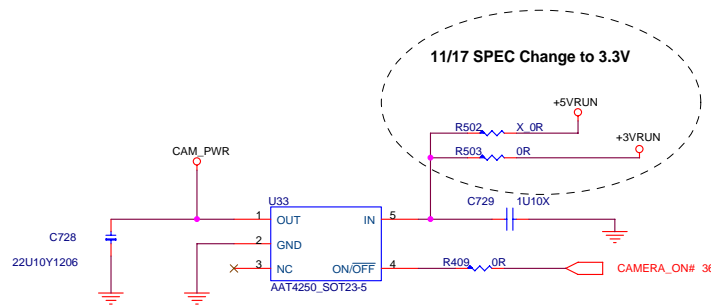 11/17 SPEC Change to 3.3V
+5VRUN
R502 X_0R
+3VRUN
R503 0R
CAM_PWR
U33
C729 1U10X
1 OUT IN 5
C728
2 GND
22U10Y1206
3 NC ON/OFF 4
R409 0R
CAMERA_ON# 36
AAT4250_SOT23-5